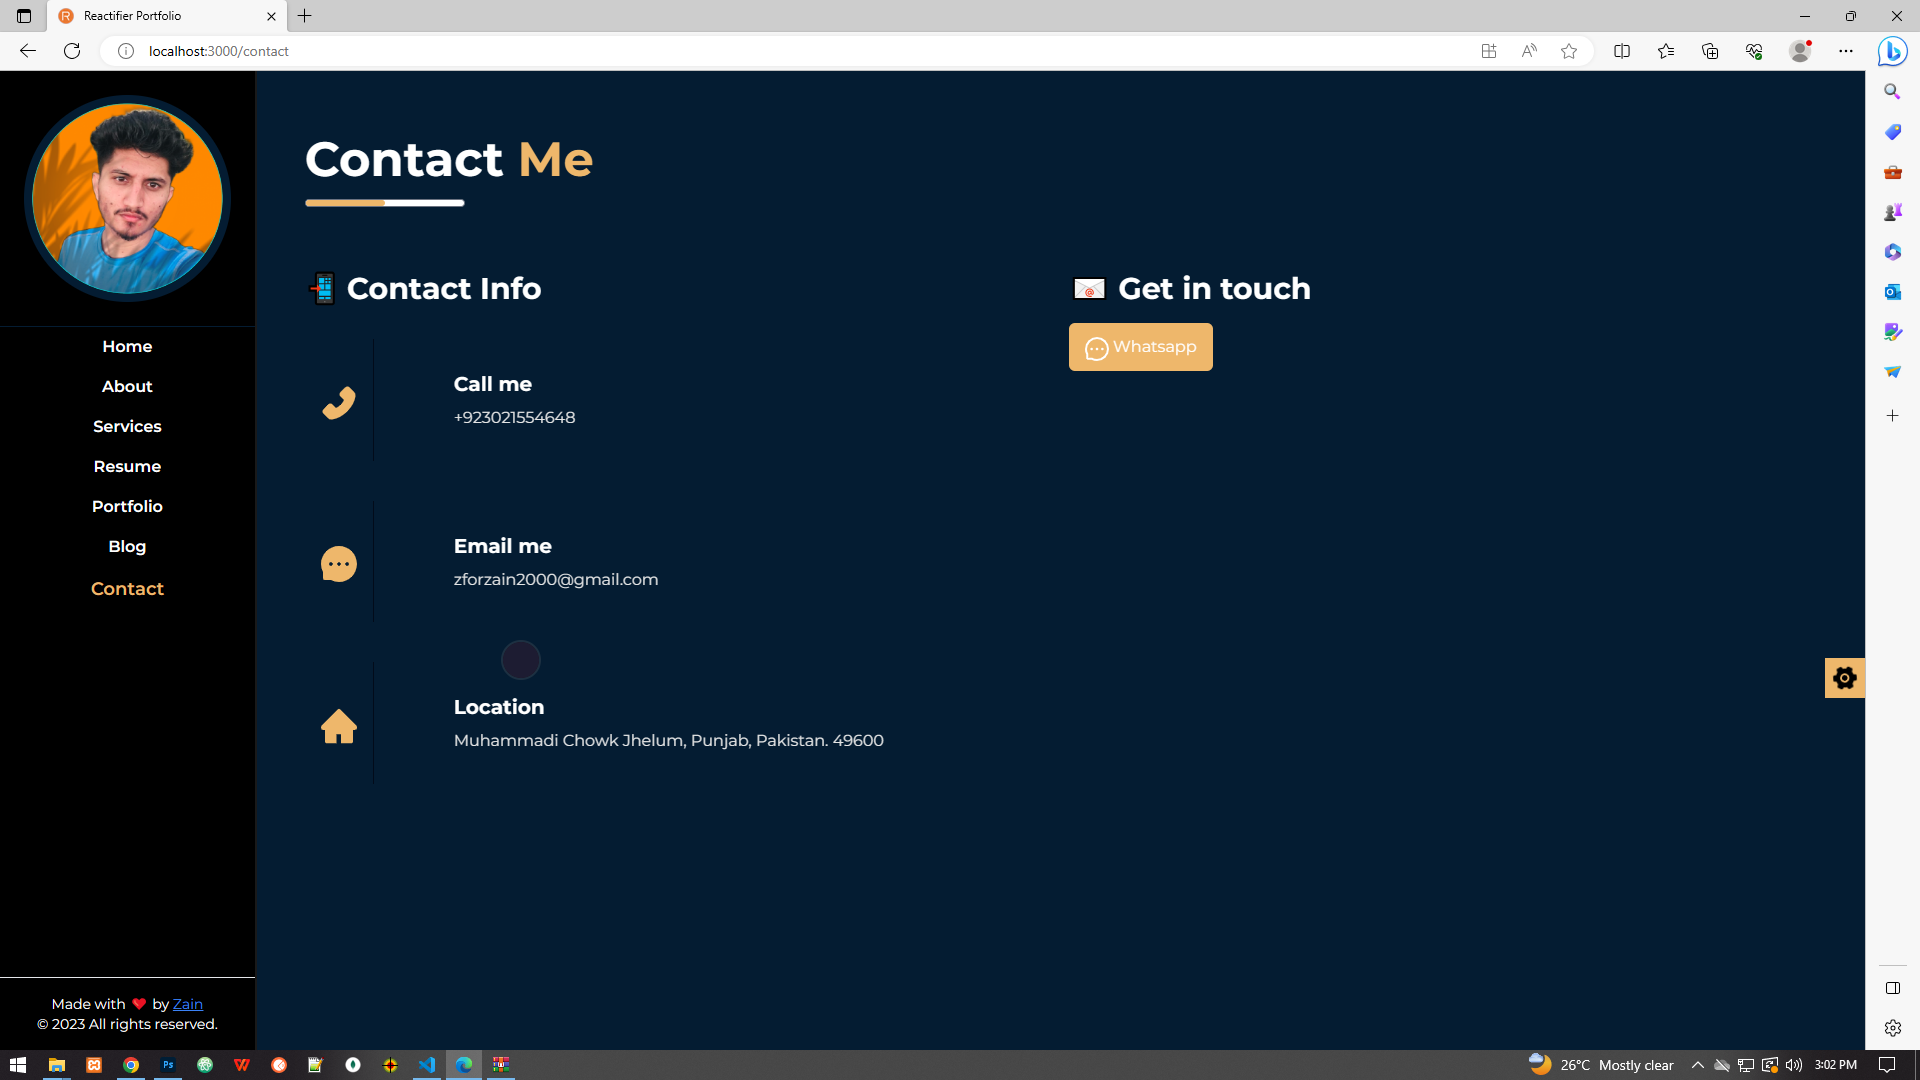 Reactifier Portfolio
localhost:3000/contact
Contact Me
Home
About
Services
Resume
Portfolio
Blog
Contact
Made with ❤ by Zain
© 2023 All rights reserved.
📲 Contact Info
Call me
+923021554648
Email me
zforzain2000@gmail.com
Location
Muhammadi Chowk Jhelum, Punjab, Pakistan. 49600
📧 Get in touch
Whatsapp
26°C Mostly clear
3:02 PM